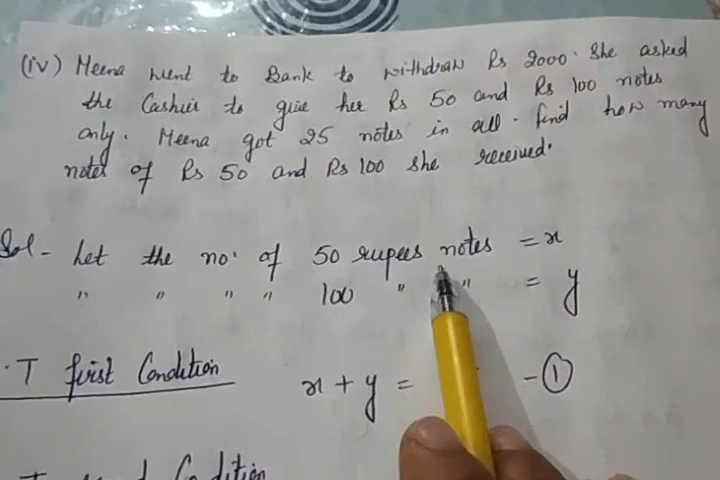 (iv) Meena went to Bank to withdraw Rs 2000. She asked
the Cashier to give her Rs 50 and Rs 100 notes
only. Meena got 25 notes in all. Find how many
notes of Rs 50 and Rs 100 she received.
Sol - Let the no. of 50 rupees notes = x
" " " " 100 " " = y
.T first Condition
x + y = - ①
Condition